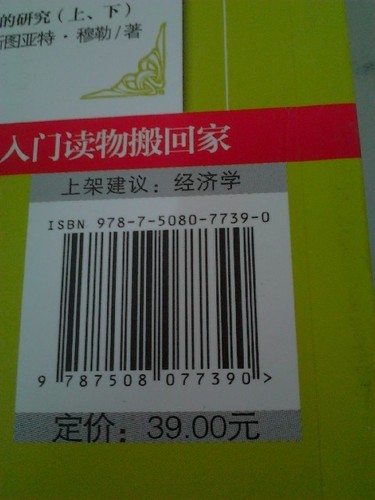 的研究（上、下）
斯图亚特·穆勒/著
入门读物搬回家
上架建议：经济学
ISBN 978-7-5080-7739-0
9 787508 077390 >
定价：39.00元